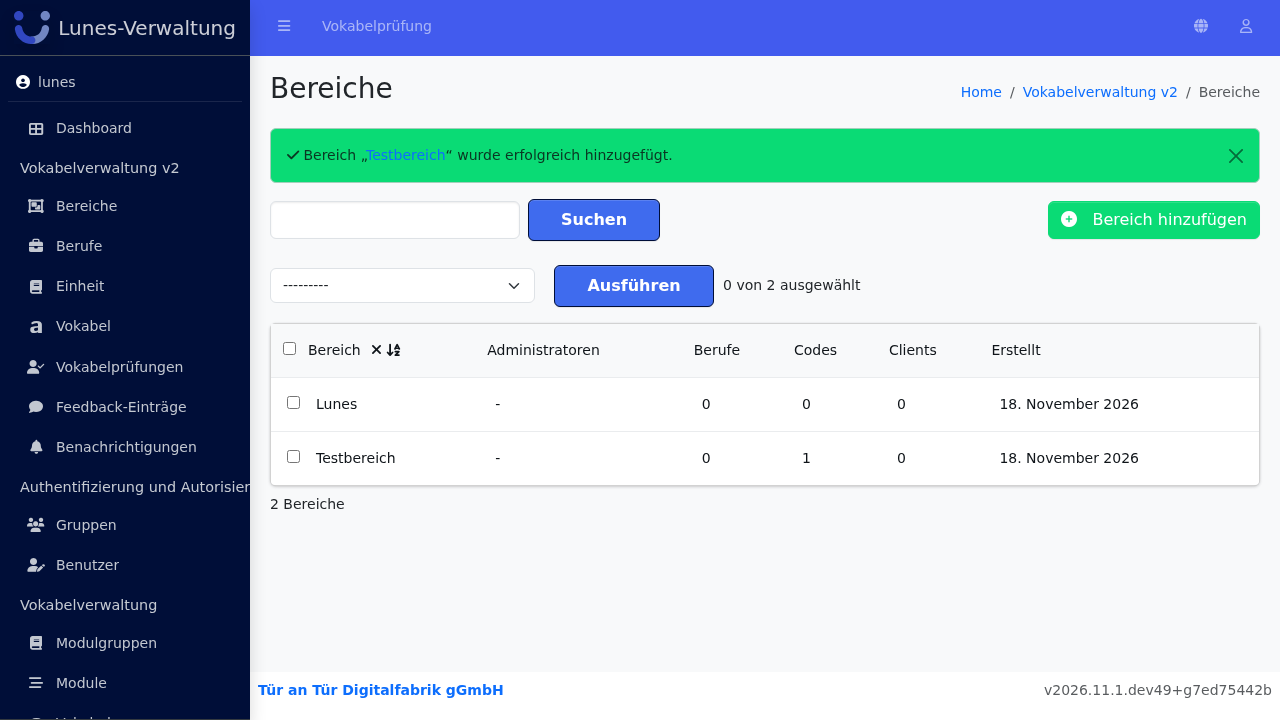 Lunes-Verwaltung
lunes
Dashboard
Vokabelverwaltung v2
Bereiche
Berufe
Einheit
Vokabel
Vokabelprüfungen
Feedback-Einträge
Benachrichtigungen
Authentifizierung und Autorisier
Gruppen
Benutzer
Vokabelverwaltung
Modulgruppen
Module
Vokabelprüfung
Bereiche
Home / Vokabelverwaltung v2 / Bereiche
Bereich „Testbereich“ wurde erfolgreich hinzugefügt.
Suchen
Bereich hinzufügen
---------
Ausführen
0 von 2 ausgewählt
Bereich Administratoren Berufe Codes Clients Erstellt
Lunes - 0 0 0 18. November 2026
Testbereich - 0 1 0 18. November 2026
2 Bereiche
Tür an Tür Digitalfabrik gGmbH
v2026.11.1.dev49+g7ed75442b